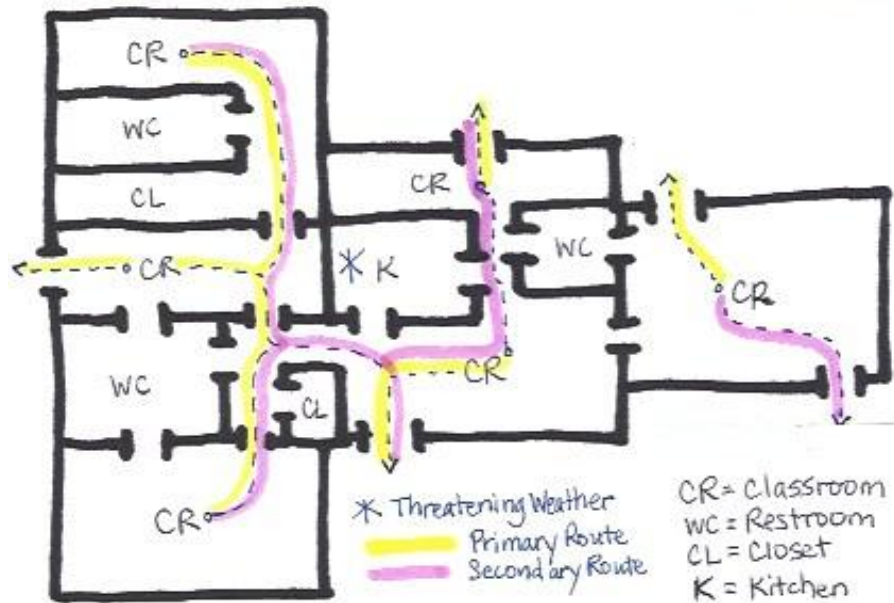 CR
WC
CL
CR
CR
WC
* K
CR
CR
WC
CL
CR
* Threatening Weather
Primary Route
Secondary Route
CR = Classroom
WC = Restroom
CL = Closet
K = Kitchen